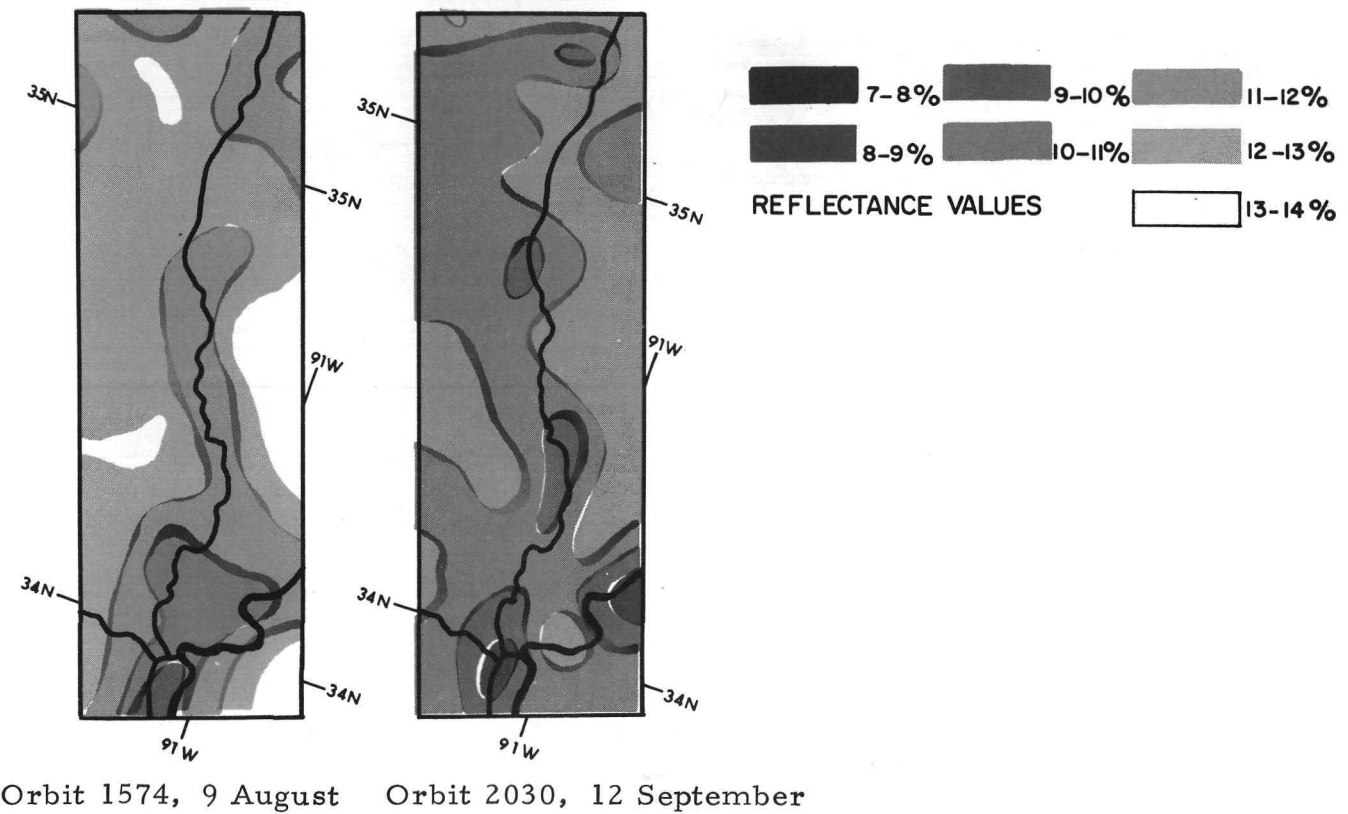 35N
35N
91W
34N
34N
91W
35N
35N
91W
34N
34N
91W
7-8%
9-10%
11-12%
8-9%
10-11%
12-13%
REFLECTANCE VALUES
13-14%
Orbit 1574, 9 August
Orbit 2030, 12 September